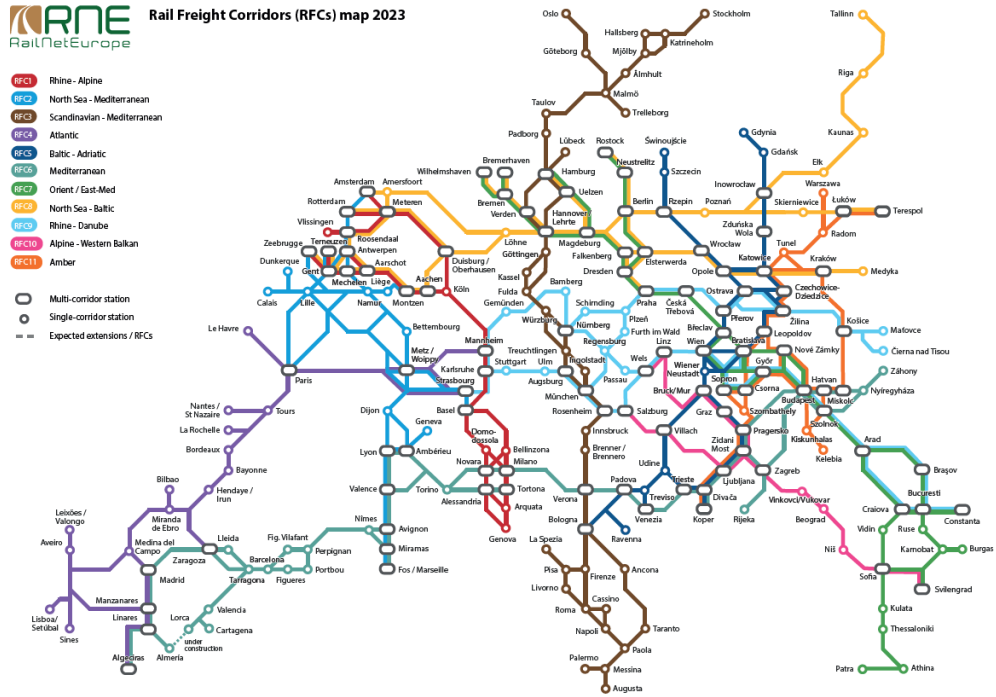 RNE
RailNetEurope
Rail Freight Corridors (RFCs) map 2023
RFC1 Rhine - Alpine
RFC2 North Sea - Mediterranean
RFC3 Scandinavian - Mediterranean
RFC4 Atlantic
RFC5 Baltic - Adriatic
RFC6 Mediterranean
RFC7 Orient / East-Med
RFC8 North Sea - Baltic
RFC9 Rhine - Danube
RFC10 Alpine - Western Balkan
RFC11 Amber
Multi-corridor station
Single-corridor station
Expected extensions / RFCs
Oslo
Stockholm
Tallinn
Hallsberg
Katrineholm
Göteborg
Mjölby
Älmhult
Riga
Malmö
Taulov
Trelleborg
Padborg
Lübeck
Rostock
Świnoujście
Gdynia
Kaunas
Gdańsk
Wilhelmshaven
Bremerhaven
Hamburg
Neustrelitz
Szczecin
Ełk
Amsterdam
Amersfoort
Bremen
Uelzen
Inowrocław
Warszawa
Rotterdam
Meteren
Verden
Hannover
Lehrte
Berlin
Rzepin
Poznań
Skierniewice
Łuków
Terespol
Vlissingen
Roosendaal
Löhne
Magdeburg
Zduńska
Wola
Radom
Zeebrugge
Terneuzen
Antwerpen
Göttingen
Falkenberg
Elsterwerda
Wrocław
Tunel
Dunkerque
Gent
Aarschot
Duisburg /
Oberhausen
Dresden
Opole
Katowice
Kraków
Medyka
Mechelen
Liège
Aachen
Kassel
Calais
Lille
Namur
Montzen
Köln
Fulda
Bamberg
Gemünden
Schirnding
Praha
Česká
Třebová
Ostrava
Czechowice-
Dziedzice
Würzburg
Nürnberg
Plzeň
Přerov
Žilina
Le Havre
Bettembourg
Mannheim
Regensburg
Furth im Wald
Břeclav
Leopoldov
Košice
Maťovce
Metz /
Woippy
Karlsruhe
Treuchtlingen
Ingolstadt
Linz
Wien
Bratislava
Nové Zámky
Čierna nad Tisou
Paris
Strasbourg
Stuttgart
Ulm
Augsburg
Passau
Wels
Wiener
Neustadt
Győr
Záhony
München
Bruck/Mur
Sopron
Csorna
Hatvan
Budapest
Miskolc
Nyíregyháza
Nantes /
St Nazaire
Tours
Dijon
Basel
Rosenheim
Salzburg
Graz
Szombathely
Szolnok
La Rochelle
Geneva
Domo-
dossola
Innsbruck
Villach
Zidani
Most
Pragersko
Kiskunhalas
Bordeaux
Lyon
Ambérieu
Bellinzona
Brenner /
Brennero
Kelebia
Arad
Bayonne
Novara
Milano
Udine
Ljubljana
Zagreb
Brașov
Bilbao
Hendaye /
Irun
Valence
Torino
Alessandria
Tortona
Verona
Padova
Treviso
Trieste
Divača
Vinkovci/Vukovar
București
Leixões /
Valongo
Miranda
de Ebro
Nîmes
Avignon
Arquata
Genova
Bologna
Venezia
Koper
Rijeka
Beograd
Craiova
Constanta
Aveiro
Medina del
Campo
Lleida
Fig. Vilafant
Perpignan
Miramas
Ravenna
Vidin
Ruse
Zaragoza
Barcelona
La Spezia
Niš
Karnobat
Burgas
Madrid
Tarragona
Figueres
Portbou
Fos / Marseille
Pisa
Firenze
Ancona
Sofia
Svilengrad
Livorno
Manzanares
Valencia
Roma
Cassino
Kulata
Lisboa/
Setúbal
Linares
Lorca
Cartagena
Napoli
Taranto
Thessaloniki
Sines
under
construction
Algeciras
Almería
Paola
Palermo
Messina
Patra
Athina
Augusta